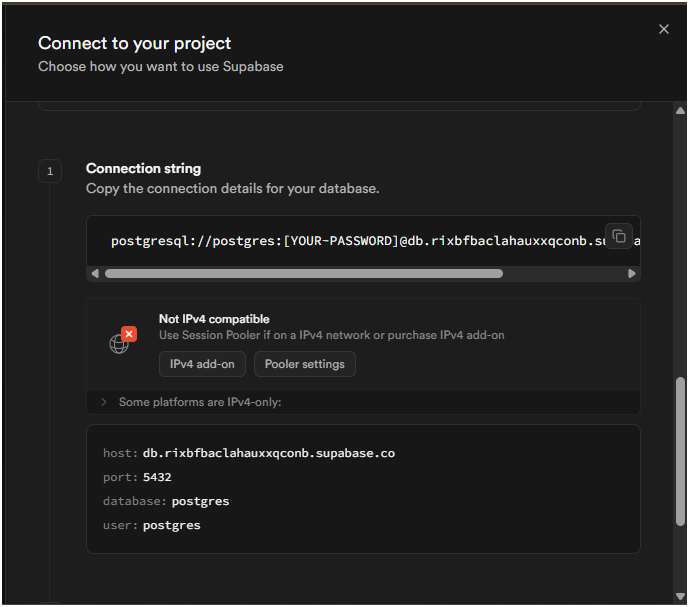 Connect to your project
Choose how you want to use Supabase
1
Connection string
Copy the connection details for your database.
postgresql://postgres:[YOUR-PASSWORD]@db.rixbfbaclahauxxqconb.su a
Not IPv4 compatible
Use Session Pooler if on a IPv4 network or purchase IPv4 add-on
IPv4 add-on
Pooler settings
Some platforms are IPv4-only:
host: db.rixbfbaclahauxxqconb.supabase.co
port: 5432
database: postgres
user: postgres